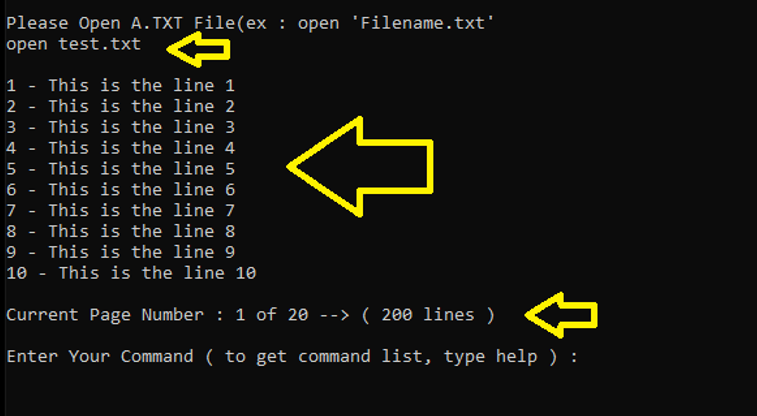 Please Open A.TXT File(ex : open 'Filename.txt'
open test.txt
1 - This is the line 1
2 - This is the line 2
3 - This is the line 3
4 - This is the line 4
5 - This is the line 5
6 - This is the line 6
7 - This is the line 7
8 - This is the line 8
9 - This is the line 9
10 - This is the line 10
Current Page Number : 1 of 20 --> ( 200 lines )
Enter Your Command ( to get command list, type help ) :